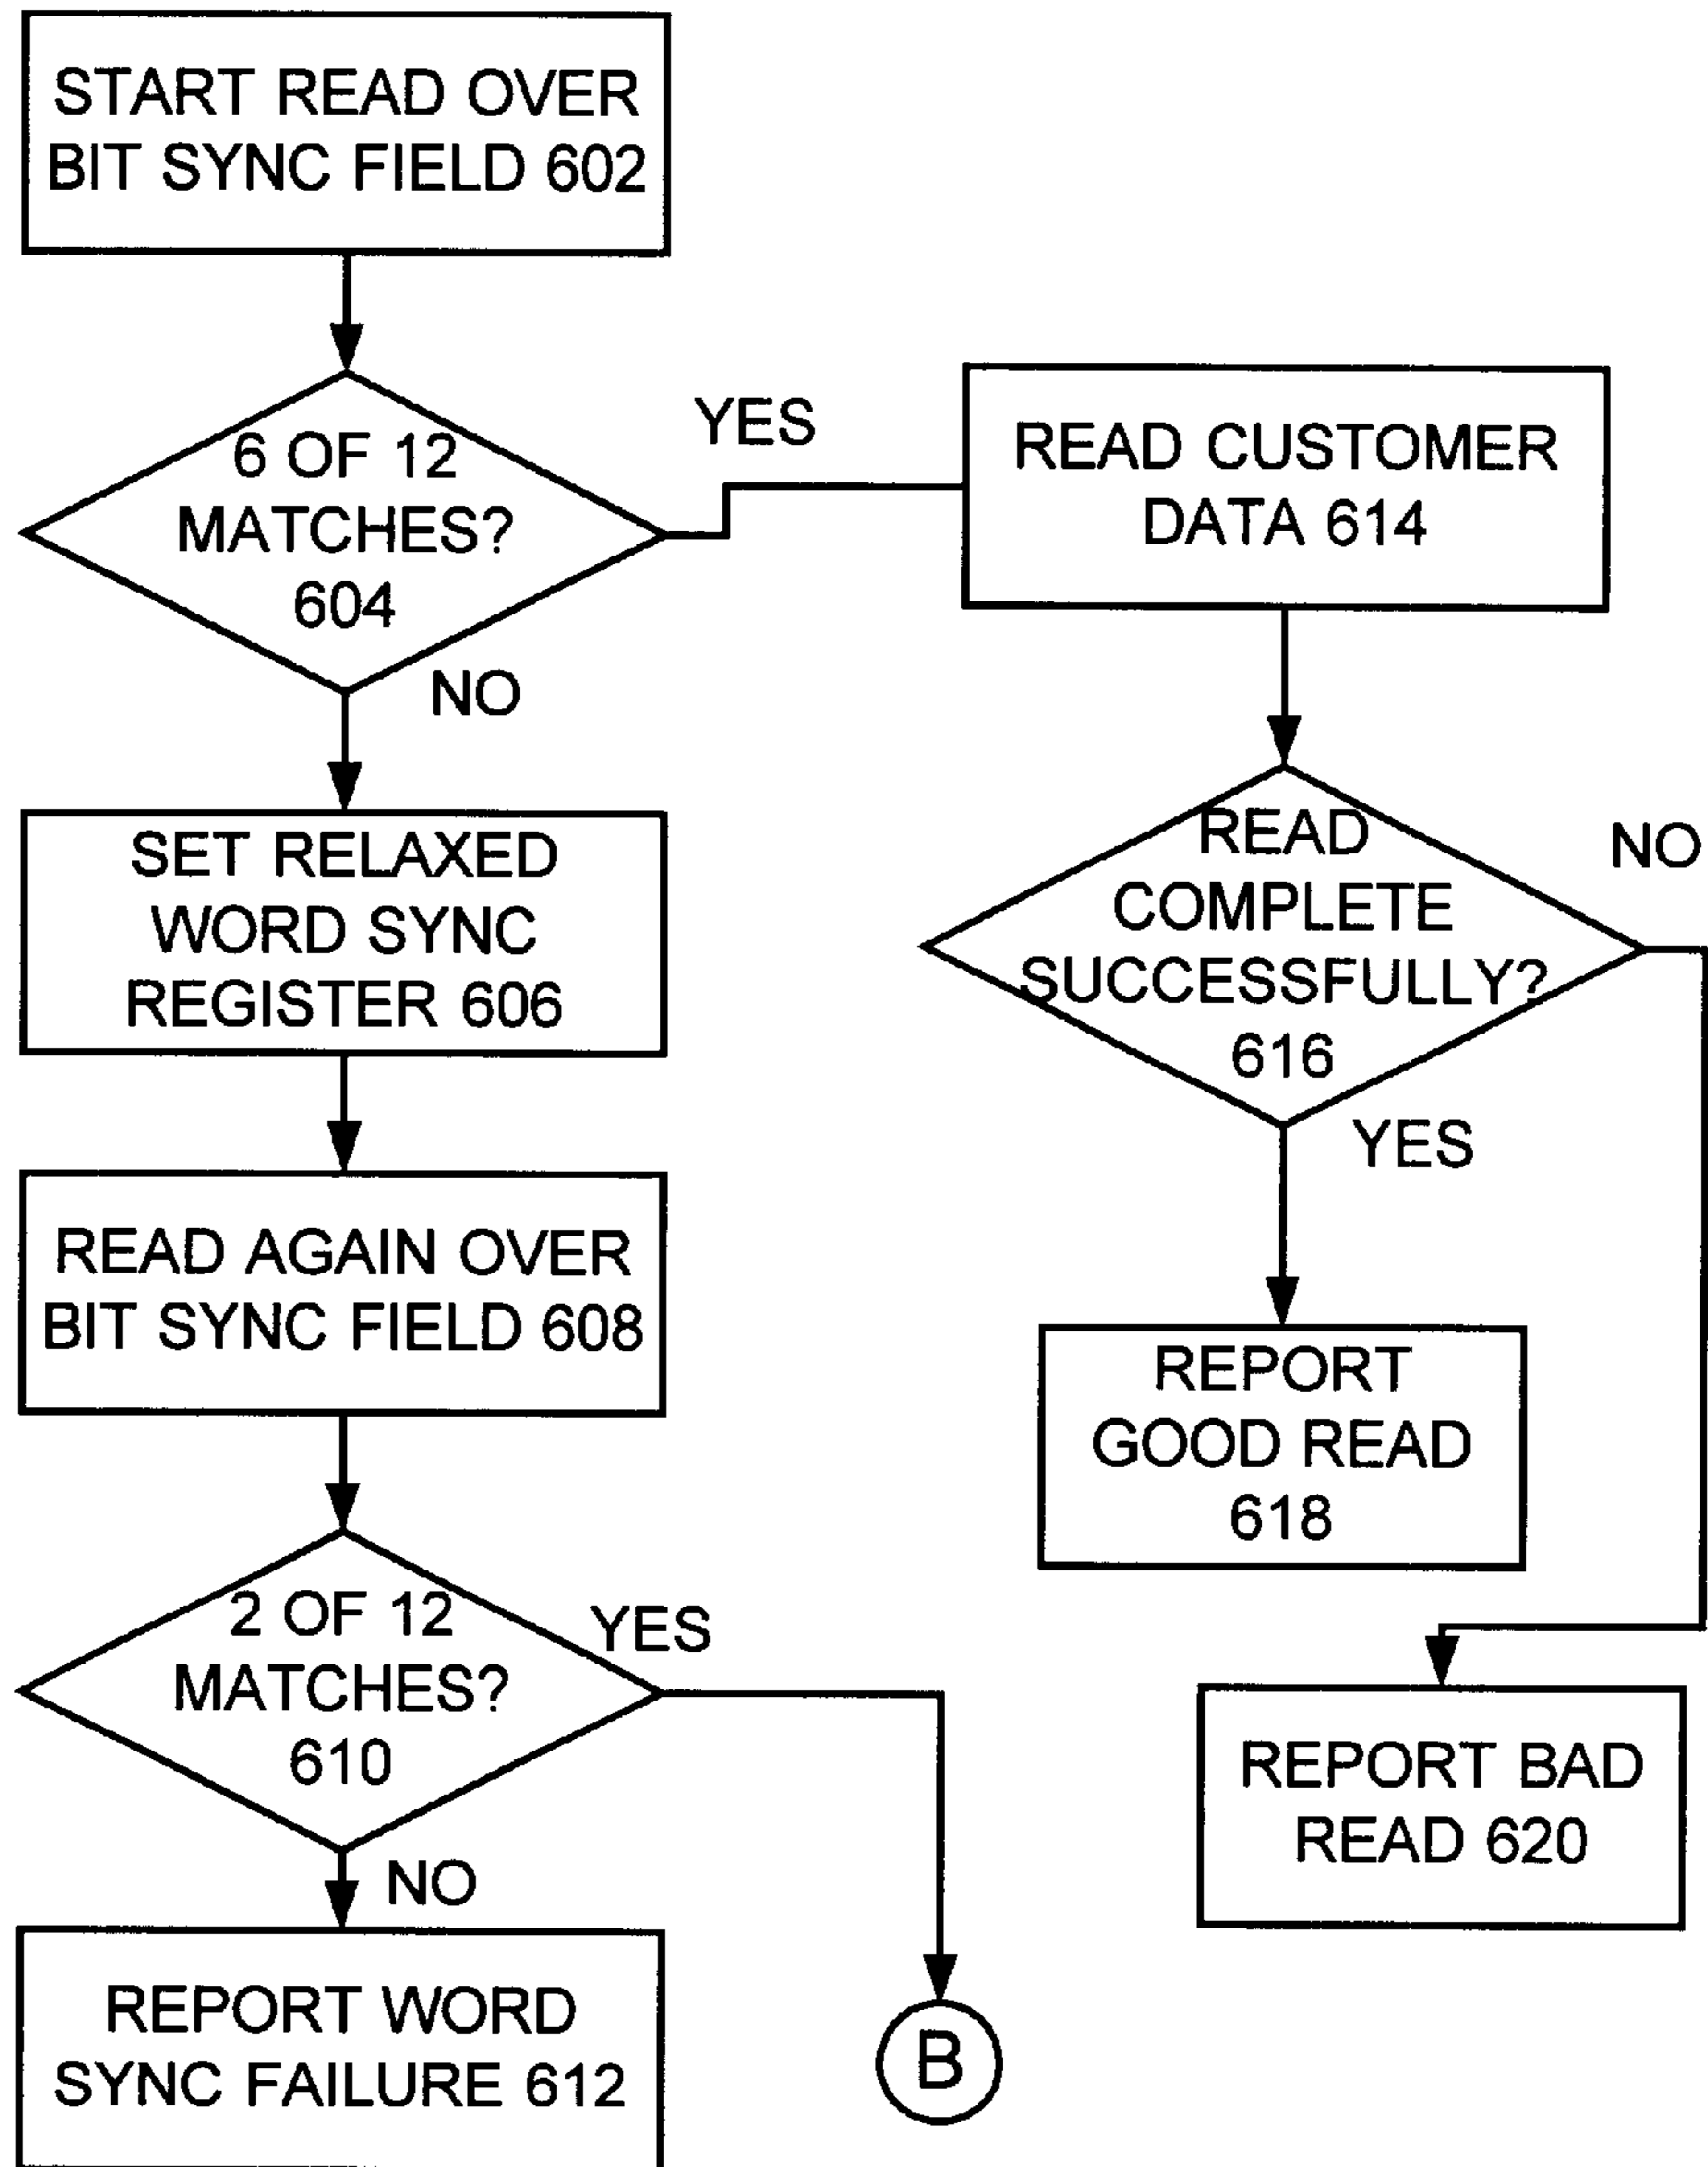 START READ OVER
BIT SYNC FIELD 602
6 OF 12
MATCHES?
604
YES
NO
READ CUSTOMER
DATA 614
SET RELAXED
WORD SYNC
REGISTER 606
READ
COMPLETE
SUCCESSFULLY?
616
NO
YES
READ AGAIN OVER
BIT SYNC FIELD 608
REPORT
GOOD READ
618
2 OF 12
MATCHES?
610
YES
NO
REPORT BAD
READ 620
REPORT WORD
SYNC FAILURE 612
B